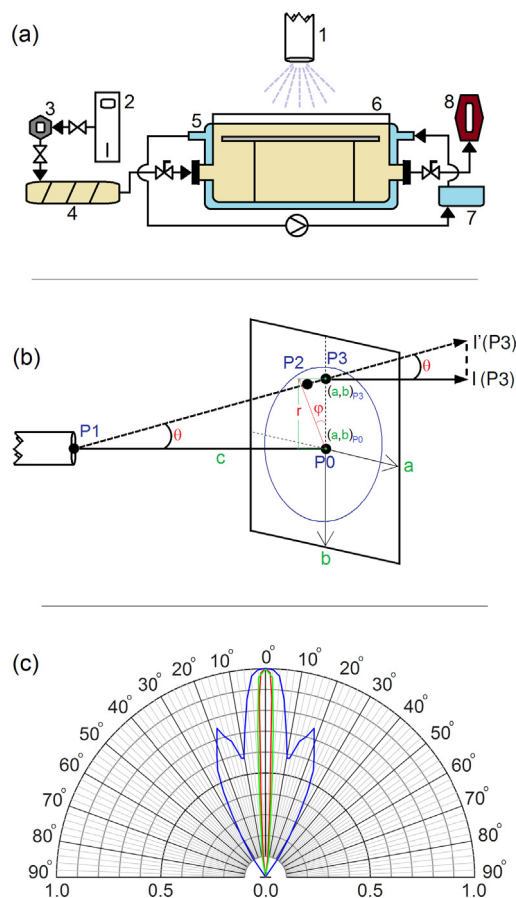 (a)
1
2
3
4
5
6
7
8
(b)
P1
θ
c
P2
P3
(a,b)P3
r
φ
(a,b)P0
P0
a
b
θ
I'(P3)
I (P3)
(c)
90° 80° 70° 60° 50° 40° 30° 20° 10° 0° 10° 20° 30° 40° 50° 60° 70° 80° 90°
1.0 0.5 0.0 0.5 1.0